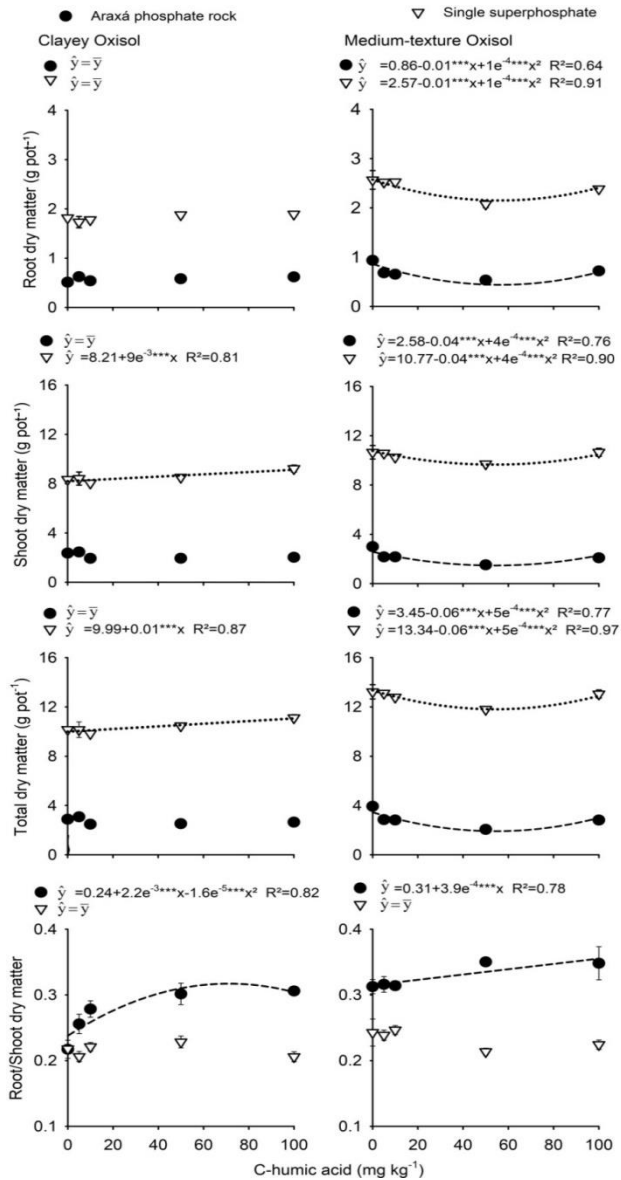 ● Araxá phosphate rock ▽ Single superphosphate
Clayey Oxisol
● ŷ = ȳ
▽ ŷ = ȳ
Medium-texture Oxisol
● ŷ =0.86-0.01***x+1e⁻⁴***x² R²=0.64
▽ ŷ =2.57-0.01***x+1e⁻⁴***x² R²=0.91
Root dry matter (g pot⁻¹)
4
3
2
1
0
4
3
2
1
0
● ŷ = ȳ
▽ ŷ =8.21+9e⁻³***x R²=0.81
● ŷ=2.58-0.04***x+4e⁻⁴***x² R²=0.76
▽ ŷ=10.77-0.04***x+4e⁻⁴***x² R²=0.90
Shoot dry matter (g pot⁻¹)
16
12
8
4
0
16
12
8
4
0
● ŷ = ȳ
▽ ŷ =9.99+0.01***x R²=0.87
● ŷ=3.45-0.06***x+5e⁻⁴***x² R²=0.77
▽ ŷ=13.34-0.06***x+5e⁻⁴***x² R²=0.97
Total dry matter (g pot⁻¹)
16
12
8
4
0
16
12
8
4
0
● ŷ =0.24+2.2e⁻³***x-1.6e⁻⁵***x² R²=0.82
▽ ŷ = ȳ
● ŷ =0.31+3.9e⁻⁴***x R²=0.78
▽ ŷ = ȳ
Root/Shoot dry matter
0.4
0.3
0.2
0.1
0.4
0.3
0.2
0.1
0 20 40 60 80 100
0 20 40 60 80 100
C-humic acid (mg kg⁻¹)